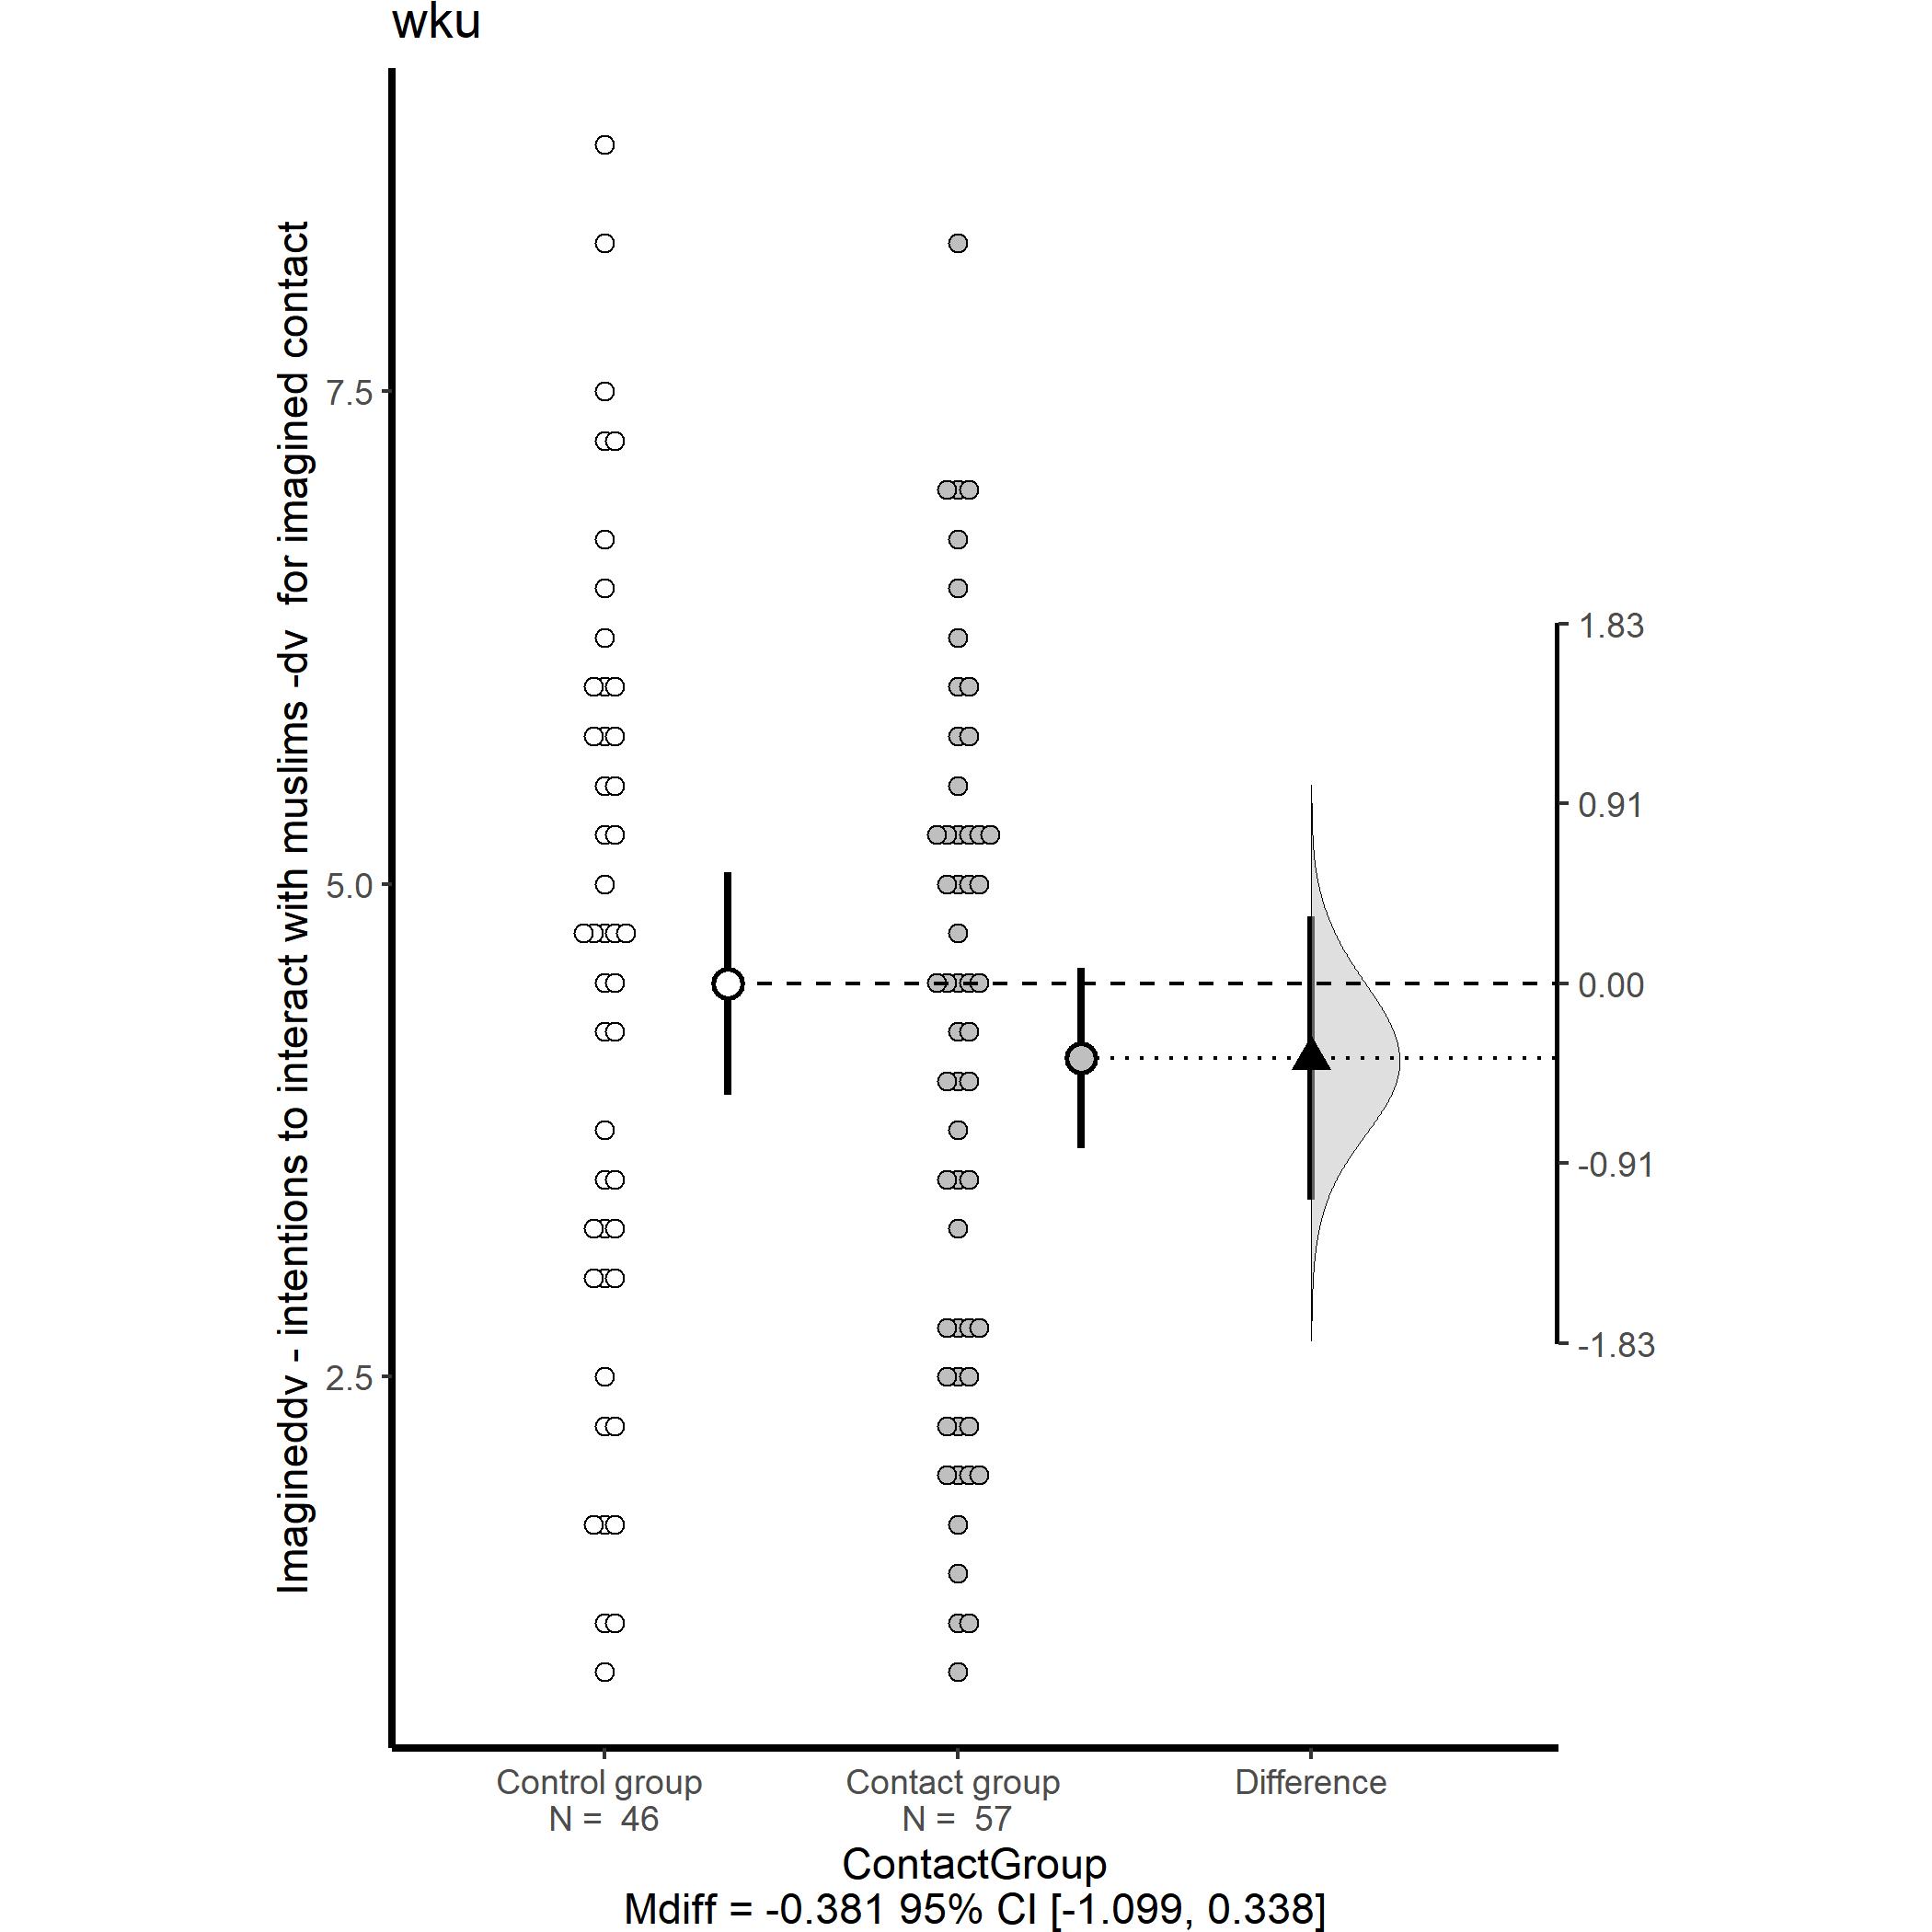 wku
Imagineddv - intentions to interact with muslims -dv  for imagined contact
7.5
5.0
2.5
1.83
0.91
0.00
-0.91
-1.83
Control group
N =  46
Contact group
N =  57
Difference
ContactGroup
Mdiff = -0.381 95% CI [-1.099, 0.338]